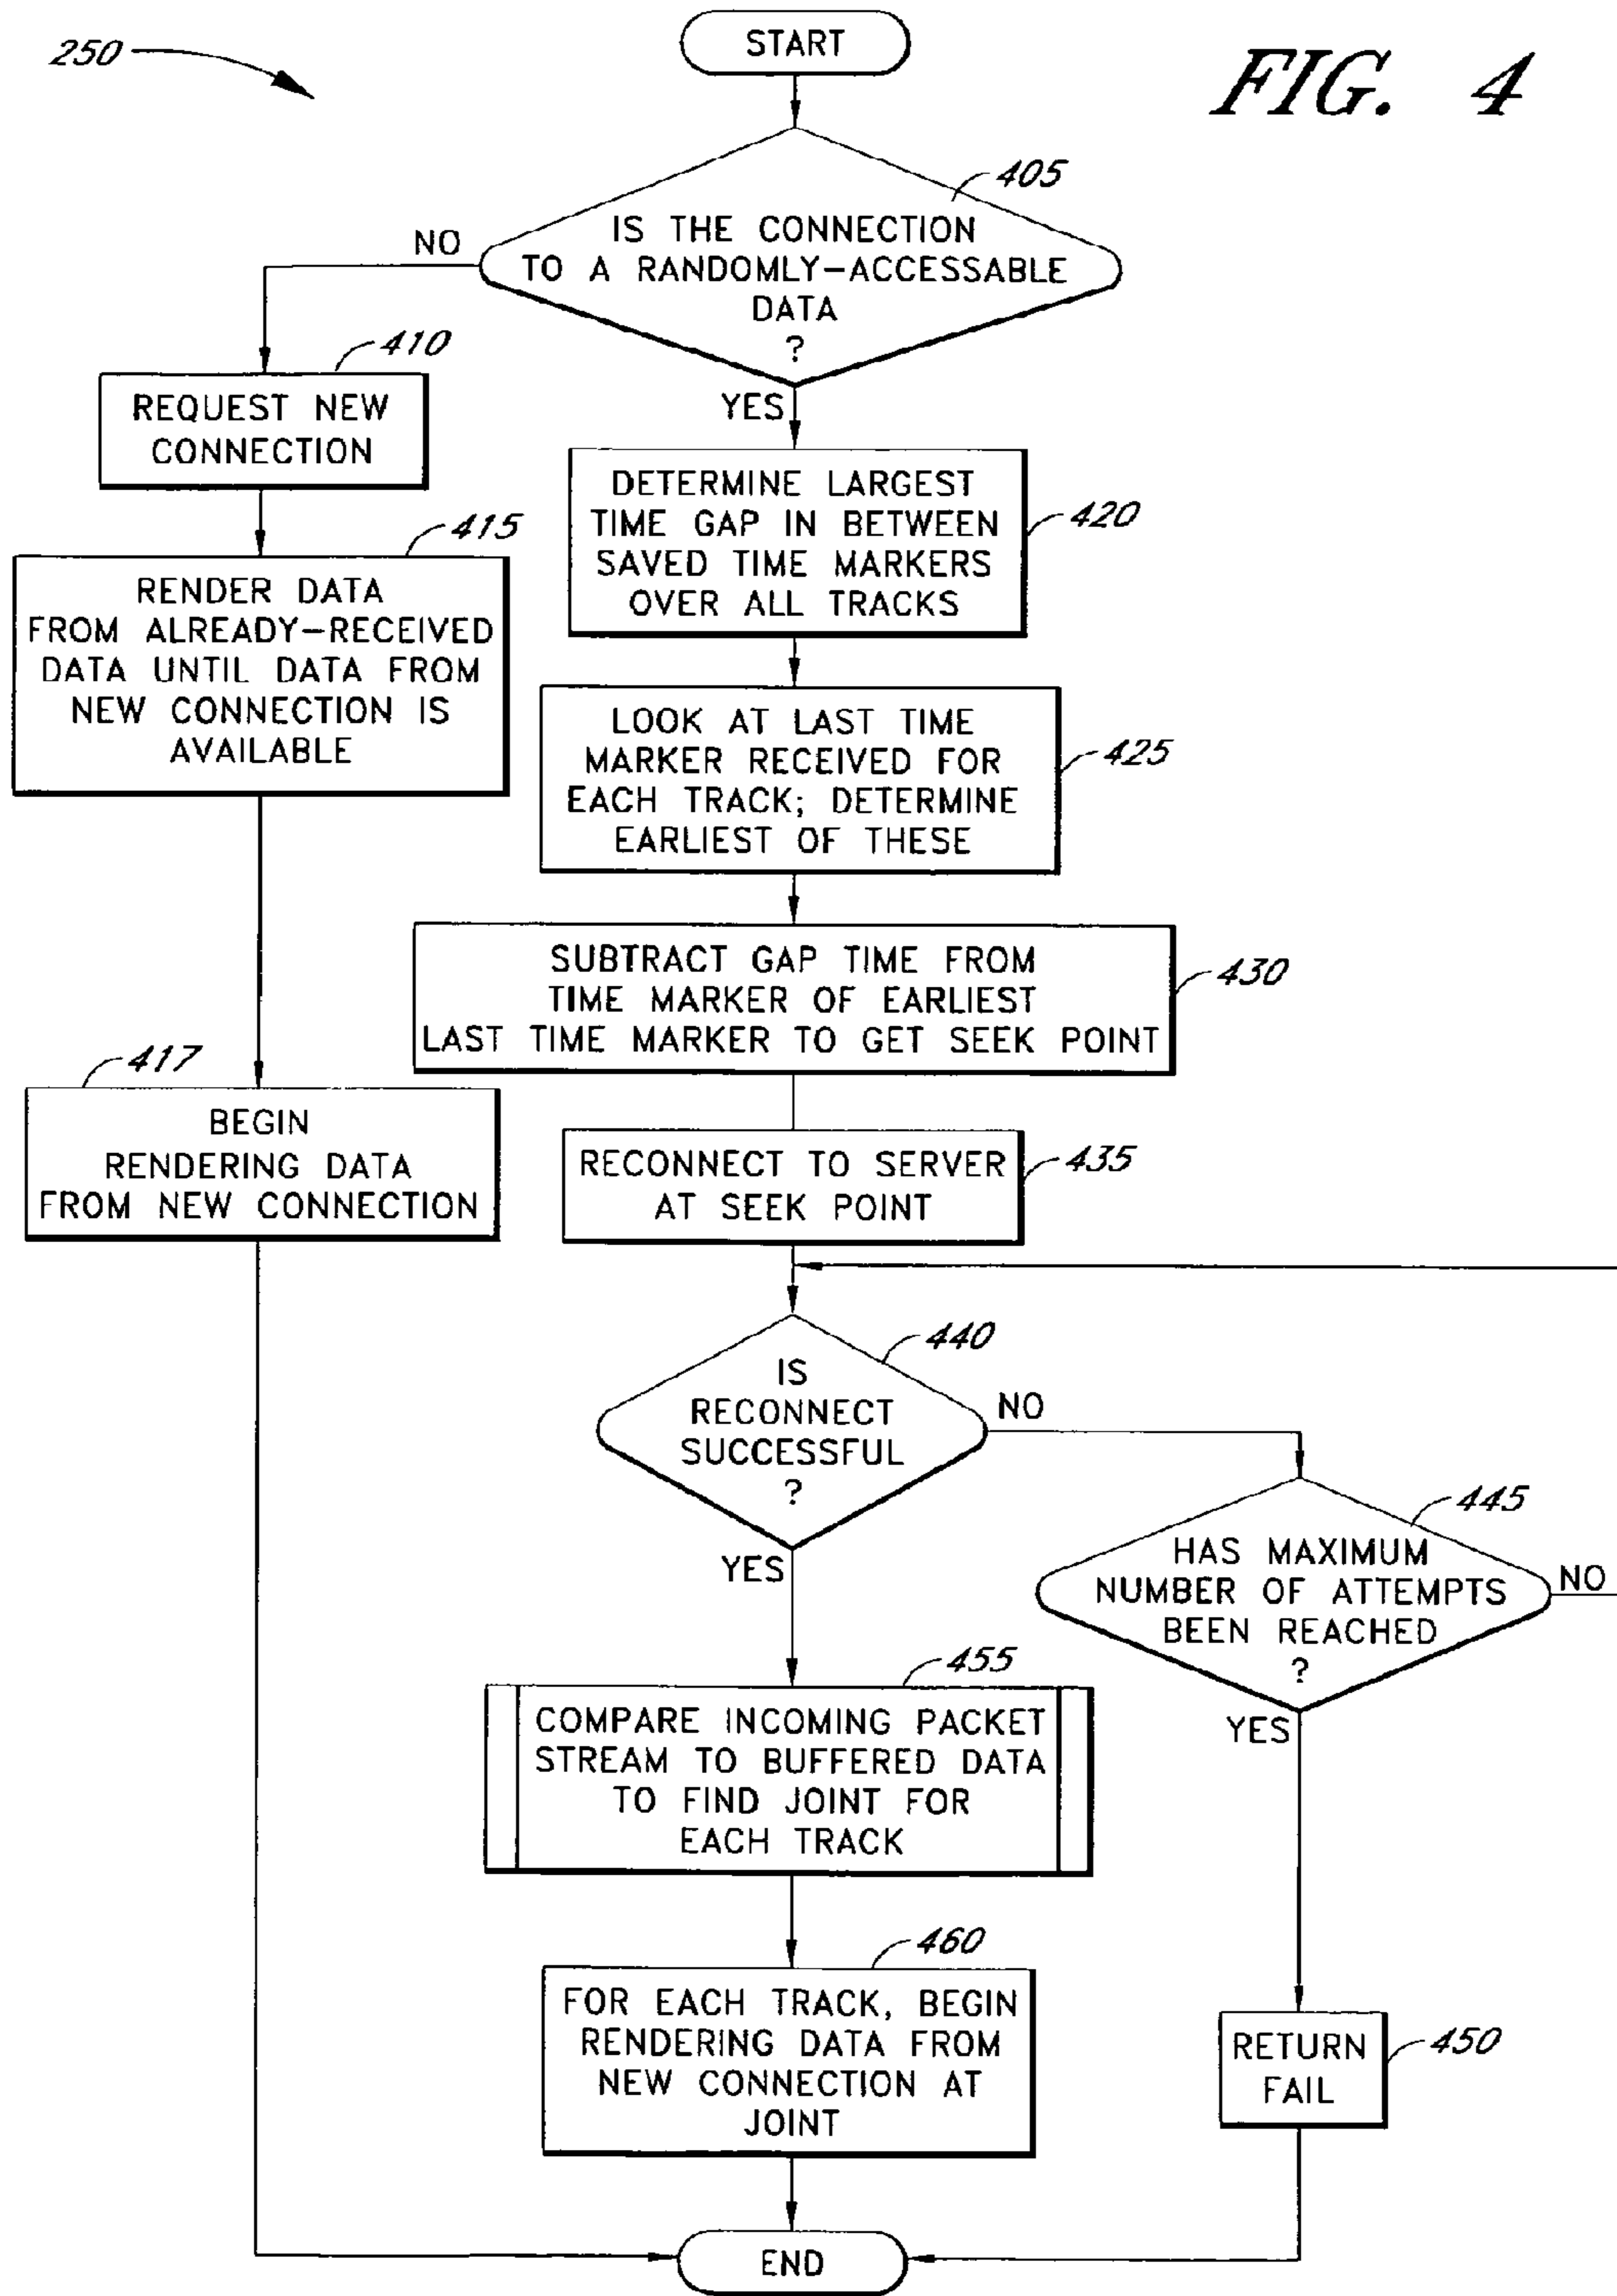 250
START
FIG. 4
405
IS THE CONNECTION
TO A RANDOMLY-ACCESSABLE
DATA
?
NO
YES
410
REQUEST NEW
CONNECTION
415
RENDER DATA
FROM ALREADY-RECEIVED
DATA UNTIL DATA FROM
NEW CONNECTION IS
AVAILABLE
417
BEGIN
RENDERING DATA
FROM NEW CONNECTION
DETERMINE LARGEST
TIME GAP IN BETWEEN
SAVED TIME MARKERS
OVER ALL TRACKS
420
LOOK AT LAST TIME
MARKER RECEIVED FOR
EACH TRACK; DETERMINE
EARLIEST OF THESE
425
SUBTRACT GAP TIME FROM
TIME MARKER OF EARLIEST
LAST TIME MARKER TO GET SEEK POINT
430
RECONNECT TO SERVER
AT SEEK POINT
435
440
IS
RECONNECT
SUCCESSFUL
?
NO
YES
445
HAS MAXIMUM
NUMBER OF ATTEMPTS
BEEN REACHED
?
NO
YES
455
COMPARE INCOMING PACKET
STREAM TO BUFFERED DATA
TO FIND JOINT FOR
EACH TRACK
460
FOR EACH TRACK, BEGIN
RENDERING DATA FROM
NEW CONNECTION AT
JOINT
RETURN
FAIL
450
END